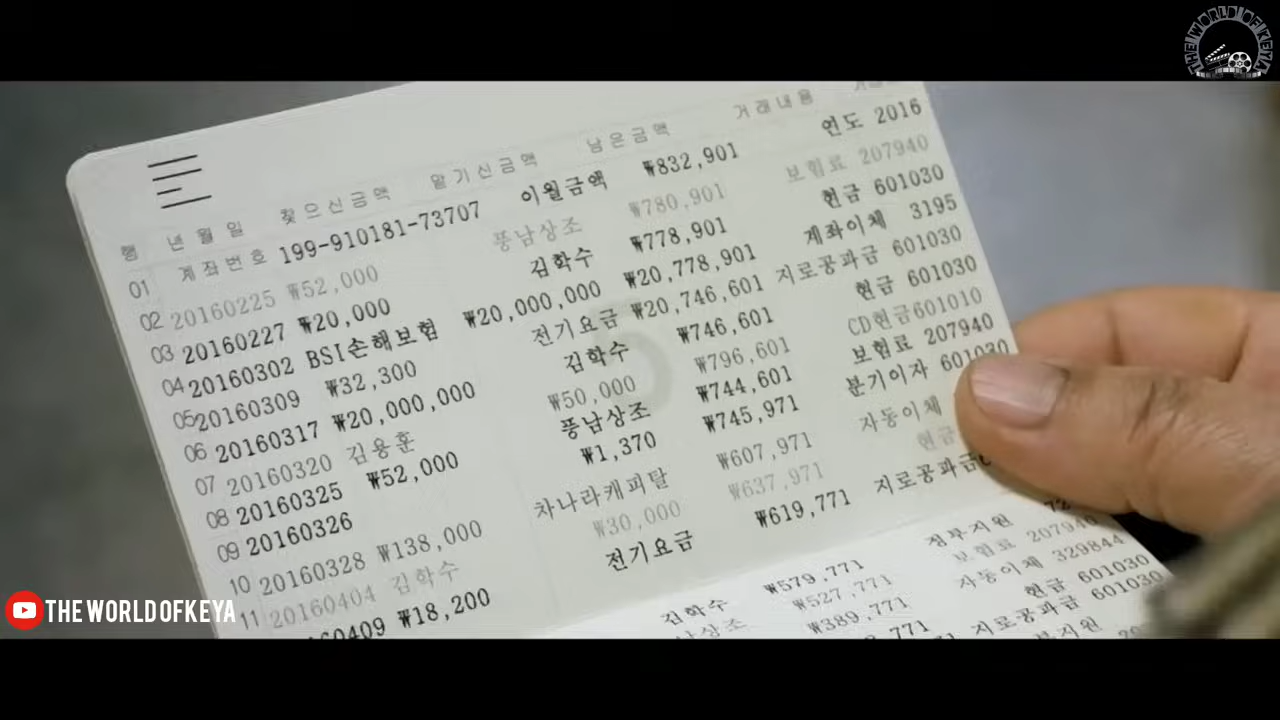 THE WORLD OF KEYA
행 년월일 찾으신금액 맡기신금액 남은금액 거래내용
01 계좌번호 199-910181-73707 이월금액 ₩832,901 연도 2016
02 20160225 ₩52,000 풍남상조 ₩780,901 보험료 207940
03 20160227 ₩20,000 김학수 ₩778,901 현금 601030
04 20160302 BSI손해보험 ₩20,000,000 ₩20,778,901 계좌이체 3195
05 20160309 ₩32,300 전기요금 ₩20,746,601 지로공과금 601030
06 20160317 ₩20,000,000 김학수 ₩746,601 현금 601030
07 20160320 김용훈 ₩50,000 ₩796,601 CD현금601010
08 20160325 ₩52,000 풍남상조 ₩744,601 보험료 207940
09 20160326 ₩1,370 ₩745,971 분기이자 601030
10 20160328 ₩138,000 차나라캐피탈 ₩607,971 자동이체
11 20160404 김학수 ₩30,000 ₩637,971 현금
160409 ₩18,200 전기요금 ₩619,771 지로공과금
정부지원 72
김학수 ₩579,771 보험료 207940
남상조 ₩527,771 자동이체 329844
₩389,771 현금 601030
771 지로공과금 601030
THE WORLD OF KEYA